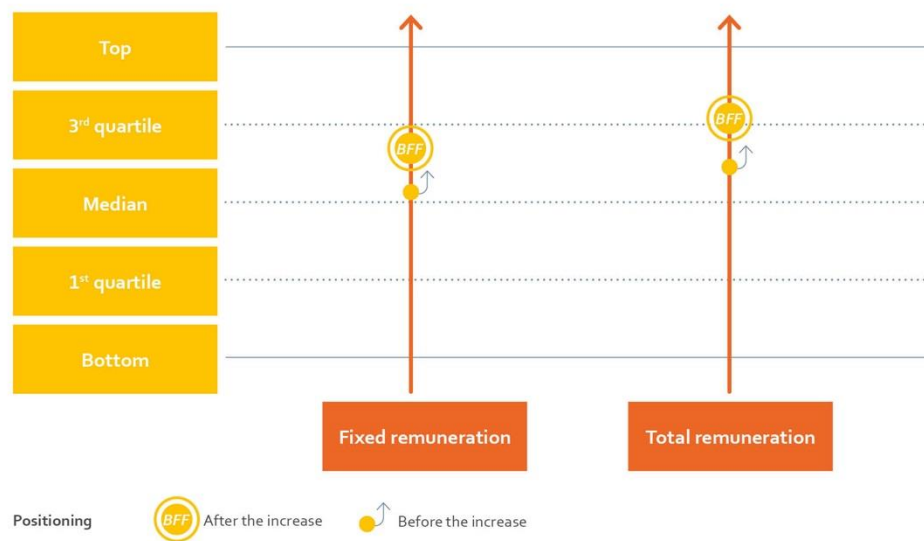 Top
3rd quartile
BFF
BFF
Median
1st quartile
Bottom
Fixed remuneration
Total remuneration
Positioning
BFF
After the increase
Before the increase